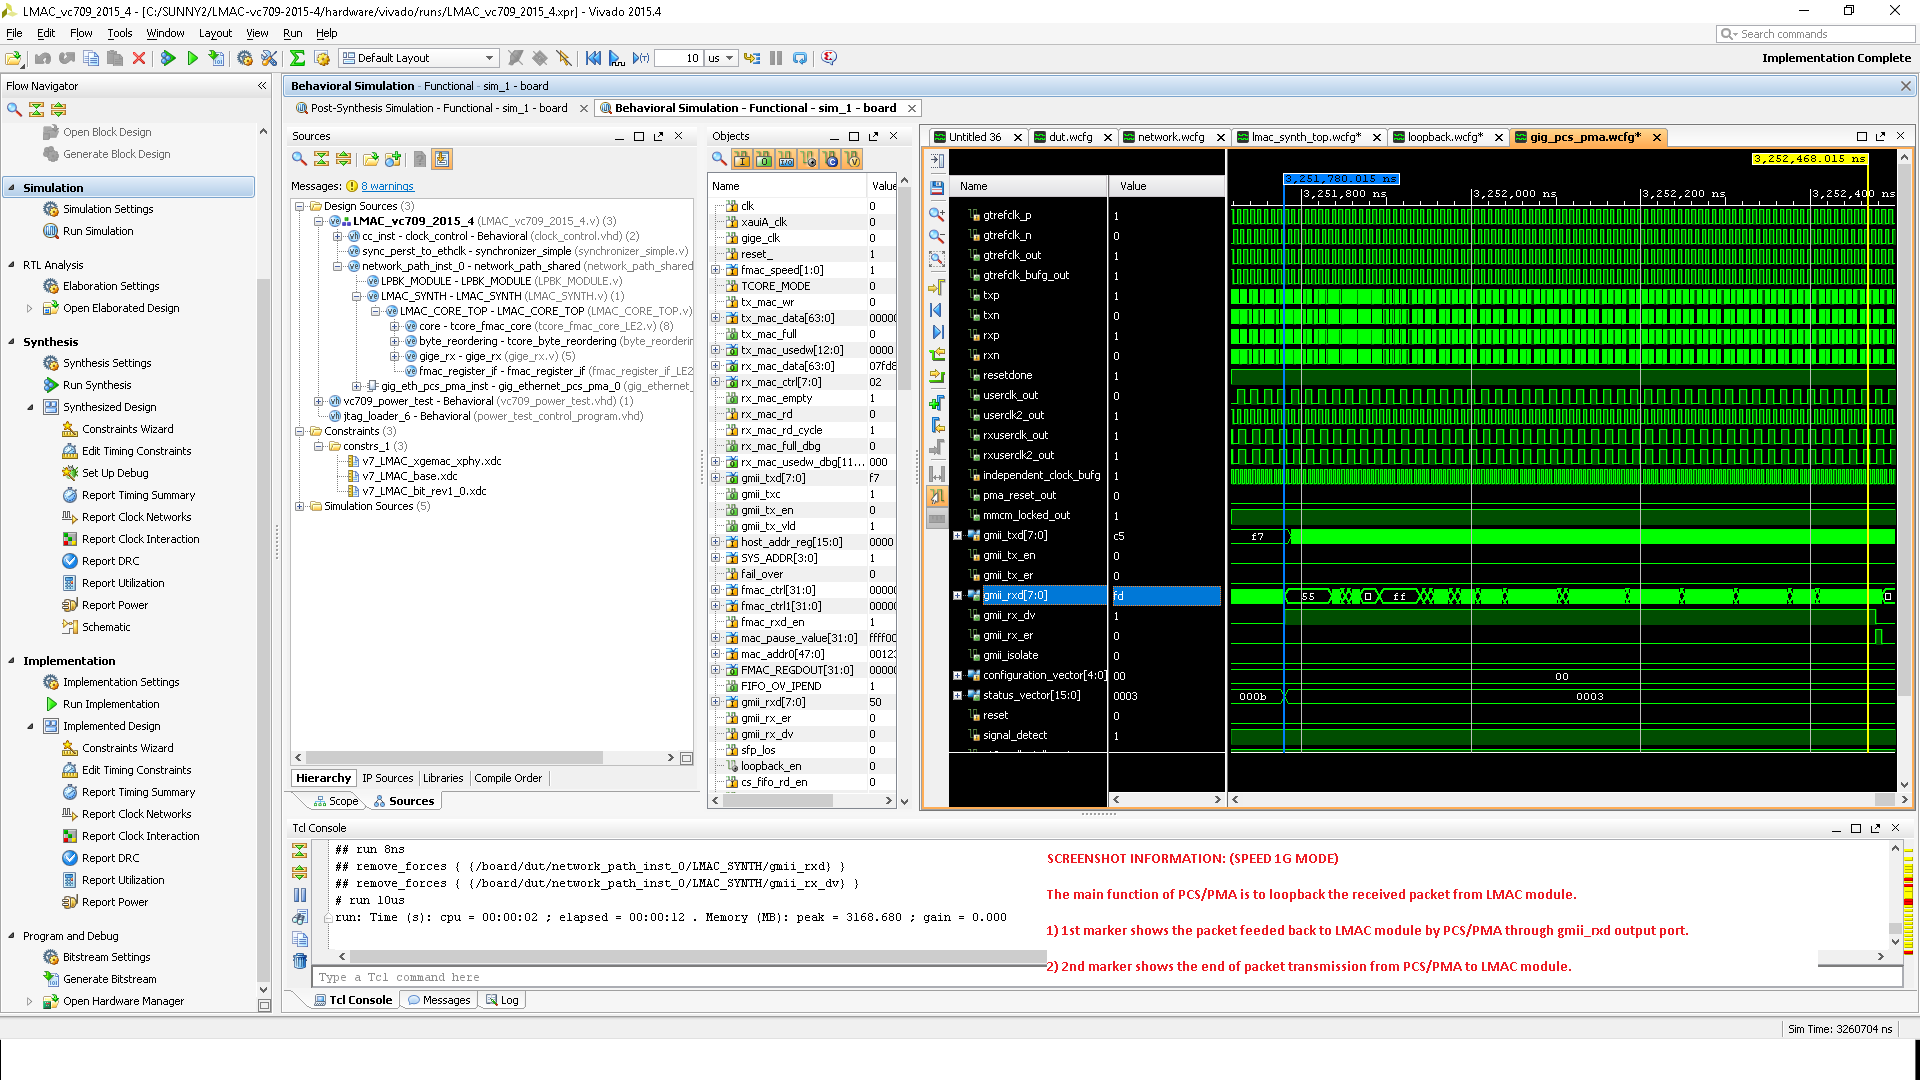 LMAC_vc709_2015_4 - [C:/SUNNY2/LMAC-vc709-2015-4/hardware/vivado/runs/LMAC_vc709_2015_4.xpr] - Vivado 2015.4
File Edit Flow Tools Window Layout View Run Help
Search commands
Default Layout
10 us
Implementation Complete
Flow Navigator
Open Block Design
Generate Block Design
Simulation
Simulation Settings
Run Simulation
RTL Analysis
Elaboration Settings
Open Elaborated Design
Synthesis
Synthesis Settings
Run Synthesis
Synthesized Design
Constraints Wizard
Edit Timing Constraints
Set Up Debug
Report Timing Summary
Report Clock Networks
Report Clock Interaction
Report DRC
Report Utilization
Report Power
Schematic
Implementation
Implementation Settings
Run Implementation
Implemented Design
Constraints Wizard
Edit Timing Constraints
Report Timing Summary
Report Clock Networks
Report Clock Interaction
Report DRC
Report Utilization
Report Power
Program and Debug
Bitstream Settings
Generate Bitstream
Open Hardware Manager
Behavioral Simulation - Functional - sim_1 - board
Post-Synthesis Simulation - Functional - sim_1 - board
Behavioral Simulation - Functional - sim_1 - board
Sources
Messages: 8 warnings
Design Sources (3)
LMAC_vc709_2015_4 (LMAC_vc709_2015_4.v) (3)
cc_inst - clock_control - Behavioral (clock_control.vhd) (2)
sync_perst_to_ethclk - synchronizer_simple (synchronizer_simple.v)
network_path_inst_0 - network_path_shared (network_path_shared
LPBK_MODULE - LPBK_MODULE (LPBK_MODULE.v)
LMAC_SYNTH - LMAC_SYNTH (LMAC_SYNTH.v) (1)
LMAC_CORE_TOP - LMAC_CORE_TOP (LMAC_CORE_TOP.v)
core - tcore_fmac_core (tcore_fmac_core_LE2.v) (8)
byte_reordering - tcore_byte_reordering (byte_reorderin
gige_rx - gige_rx (gige_rx.v) (5)
fmac_register_if - fmac_register_if (fmac_register_if_LE2
gig_eth_pcs_pma_inst - gig_ethernet_pcs_pma_0 (gig_ethernet_
vc709_power_test - Behavioral (vc709_power_test.vhd) (1)
jtag_loader_6 - Behavioral (power_test_control_program.vhd)
Constraints (3)
constrs_1 (3)
v7_LMAC_xgemac_xphy.xdc
v7_LMAC_base.xdc
v7_LMAC_bit_rev1_0.xdc
Simulation Sources (5)
Hierarchy IP Sources Libraries Compile Order
Scope Sources
Objects
Name Value
clk 0
xauiA_clk 0
gige_clk 0
reset_ 1
fmac_speed[1:0] 1
TCORE_MODE 0
tx_mac_wr 0
tx_mac_data[63:0] 00000
tx_mac_full 0
tx_mac_usedw[12:0] 0000
rx_mac_data[63:0] 07fd8
rx_mac_ctrl[7:0] 02
rx_mac_empty 1
rx_mac_rd 0
rx_mac_rd_cycle 1
rx_mac_full_dbg 0
rx_mac_usedw_dbg[11... 000
gmii_txd[7:0] f7
gmii_txc 1
gmii_tx_en 0
gmii_tx_vld 1
host_addr_reg[15:0] 0000
SYS_ADDR[3:0] 1
fail_over 0
fmac_ctrl[31:0] 00000
fmac_ctrl1[31:0] 00000
fmac_rxd_en 0
mac_pause_value[31:0] ffff00
mac_addr0[47:0] 00123
FMAC_REGDOUT[31:0] 00000
FIFO_OV_IPEND 1
gmii_rxd[7:0] 50
gmii_rx_er 0
gmii_rx_dv 0
sfp_los 0
loopback_en 0
cs_fifo_rd_en 0
Untitled 36 dut.wcfg network.wcfg lmac_synth_top.wcfg* loopback.wcfg* gig_pcs_pma.wcfg*
3,252,468.015 ns
3,251,780.015 ns
3,251,800 ns 3,252,000 ns 3,252,200 ns 3,252,400 ns
Name Value
gtrefclk_p 1
gtrefclk_n 0
gtrefclk_out 0
gtrefclk_bufg_out 0
txp 1
txn 0
rxp 1
rxn 0
resetdone 1
userclk_out 0
userclk2_out 1
rxuserclk_out 0
rxuserclk2_out 1
independent_clock_bufg 1
pma_reset_out 0
mmcm_locked_out 1
gmii_txd[7:0] c5 f7
gmii_tx_en 0
gmii_tx_er 0
gmii_rxd[7:0] fd 55 ff
gmii_rx_dv 1
gmii_rx_er 0
gmii_isolate 0
configuration_vector[4:0] 00 00
status_vector[15:0] 0003 000b 0003
reset 0
signal_detect 1
Tcl Console
## run 8ns
## remove_forces { {/board/dut/network_path_inst_0/LMAC_SYNTH/gmii_rxd} }
## remove_forces { {/board/dut/network_path_inst_0/LMAC_SYNTH/gmii_rx_dv} }
# run 10us
run: Time (s): cpu = 00:00:02 ; elapsed = 00:00:12 . Memory (MB): peak = 3168.680 ; gain = 0.000
SCREENSHOT INFORMATION: (SPEED 1G MODE)
The main function of PCS/PMA is to loopback the received packet from LMAC module.
1) 1st marker shows the packet feeded back to LMAC module by PCS/PMA through gmii_rxd output port.
2) 2nd marker shows the end of packet transmission from PCS/PMA to LMAC module.
Type a Tcl command here
Tcl Console Messages Log
Sim Time: 3260704 ns